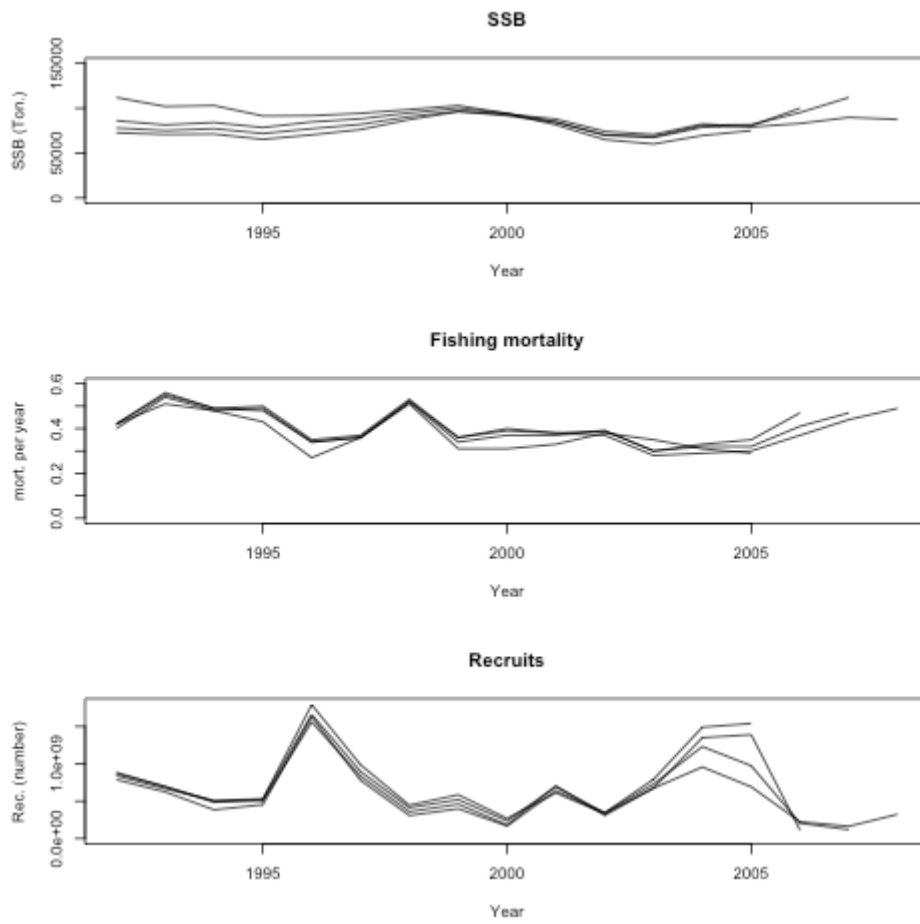 SSB
150000
50000
0
SSB (Ton.)
1995
2000
2005
Year
Fishing mortality
0.6
0.4
0.2
0.0
mort. per year
1995
2000
2005
Year
Recruits
1.0e+09
0.0e+00
Rec. (number)
1995
2000
2005
Year